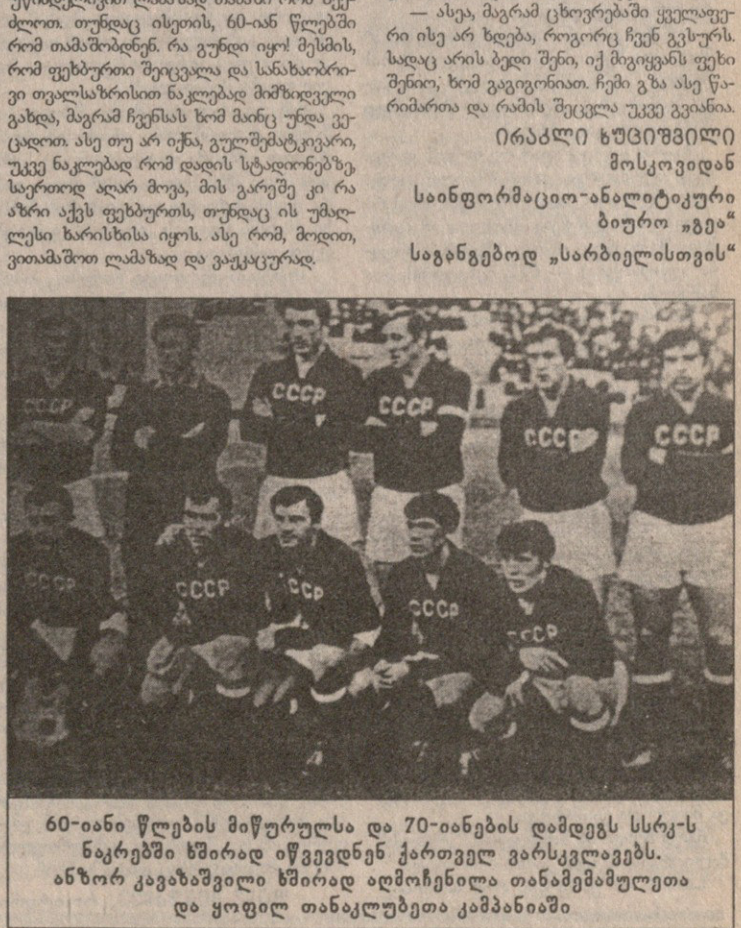 ძლოთ. თუნდაც ისეთის, 60-იან წლებში
რომ თამაშობდნენ. რა გუნდი იყო! მესმის,
რომ ფეხბურთი შეიცვალა და სანახაობრი-
ვი თვალსაზრისით ნაკლებად მიმზიდველი
გახდა, მაგრამ ჩვენსას ხომ მაინც უნდა ვე-
ცადოთ. ასე თუ არ იქნა, გულშემატკივარი,
უკვე ნაკლებად რომ დადის სტადიონებზე,
საერთოდ აღარ მოვა, მის გარეშე კი რა
აზრი აქვს ფეხბურთს, თუნდაც ის უმაღ-
ლესი ხარისხისა იყოს. ასე რომ, მოდით,
ვითამაშოთ ლამაზად და ვაჟკაცურად.
— ასეა, მაგრამ ცხოვრებაში ყველაფე-
რი ისე არ ხდება, როგორც ჩვენ გვსურს.
სადაც არის ბედი შენი, იქ მიგიყვანს ფეხი
შენიო, ხომ გაგიგონიათ. ჩემი გზა ასე წა-
რიმართა და რამის შეცვლა უკვე გვიანია.
ირაკლი ხუციშვილი
მოსკოვიდან
საინფორმაციო-ანალიტიკური
ბიურო „გეა“
საგანგებოდ „სარბიელისთვის“
CCCP
CCCP
CCCP
CCCP
CCCP
CCCP
CCCP
CCCP
CCCP
CCCP
60-იანი წლების მიწურულსა და 70-იანების დამდეგს სსრკ-ს
ნაკრებში ხშირად იწვევდნენ ქართველ ვარსკვლავებს.
ანზორ კავაზაშვილი ხშირად აღმოჩენილა თანამემამულეთა
და ყოფილ თანაკლუბეთა კამპანიაში